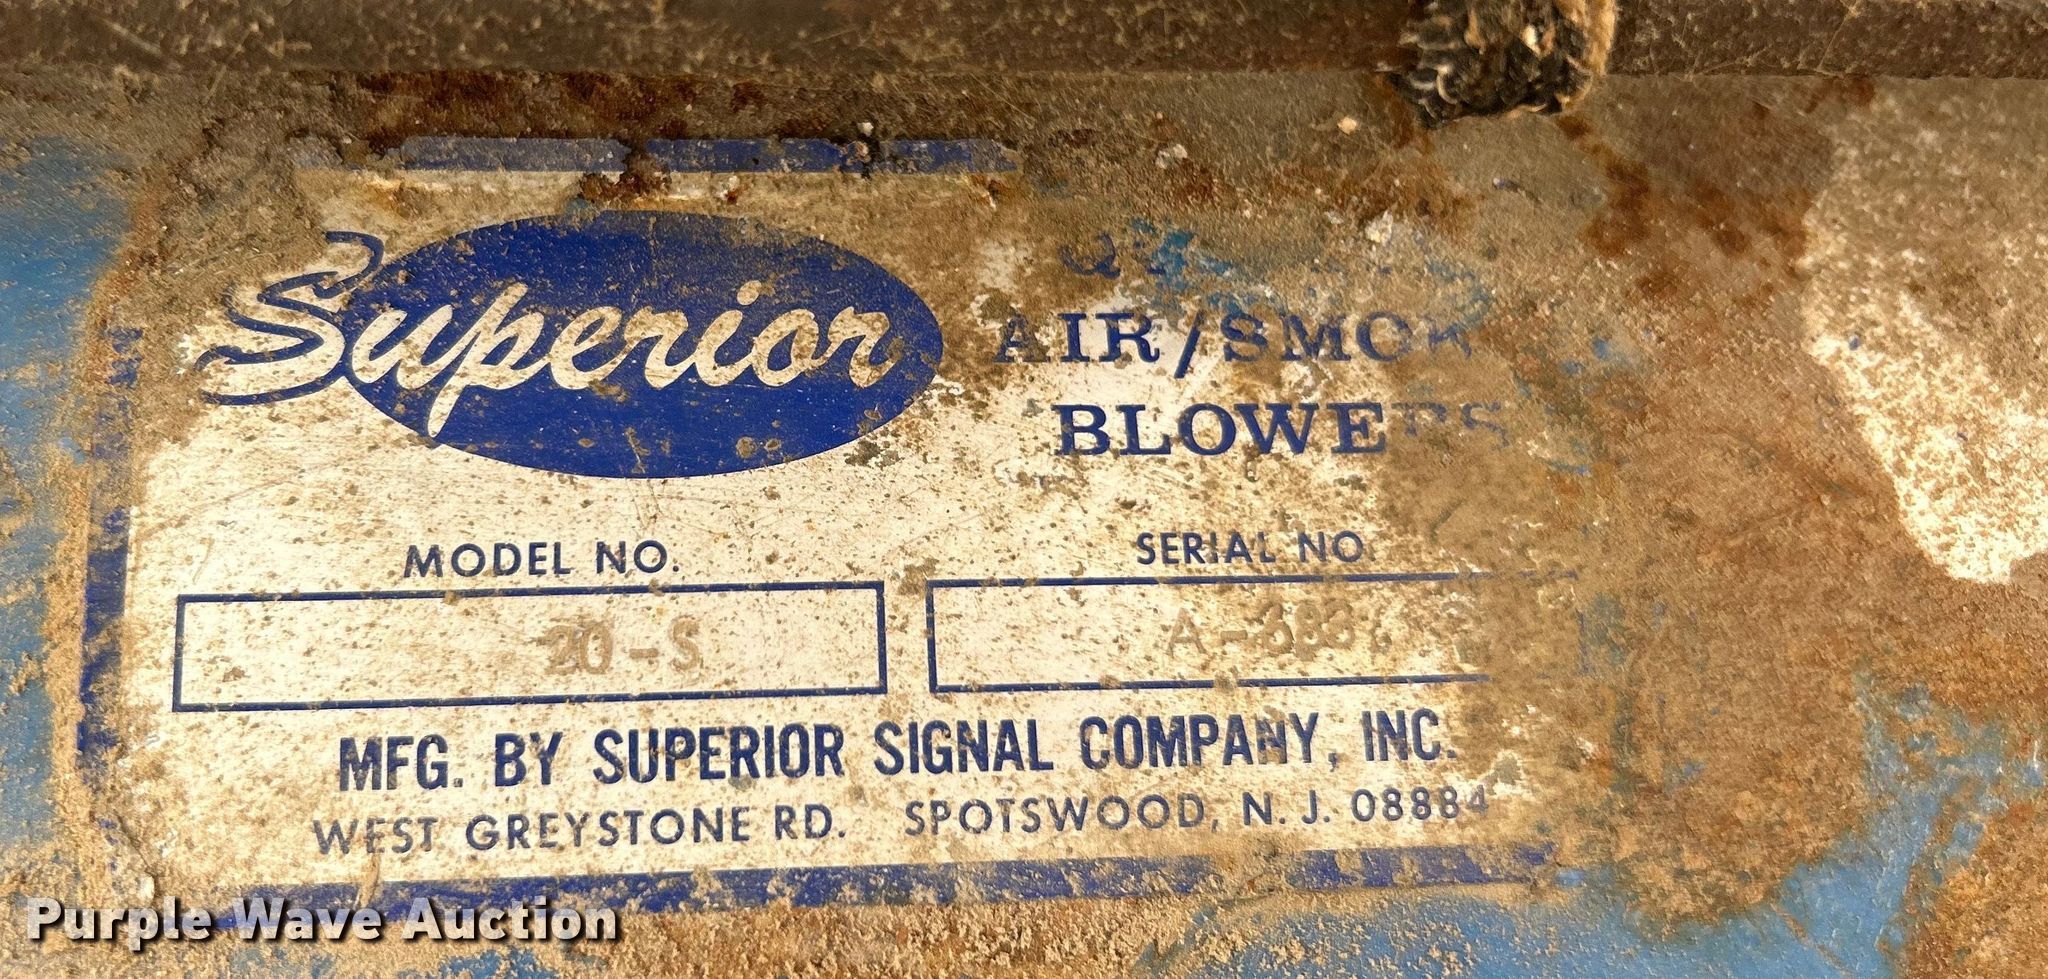 Superior
AIR/SMOK
BLOWERS
MODEL NO.
SERIAL NO.
20-S
MFG. BY SUPERIOR SIGNAL COMPANY, INC.
WEST GREYSTONE RD. SPOTSWOOD, N. J. 08884
Purple Wave Auction